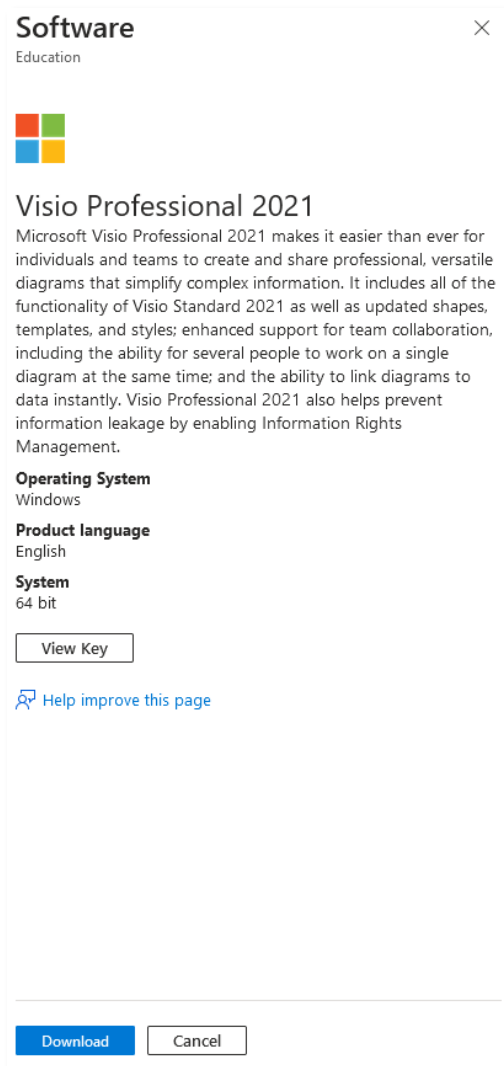 Software
Education
Visio Professional 2021
Microsoft Visio Professional 2021 makes it easier than ever for
individuals and teams to create and share professional, versatile
diagrams that simplify complex information. It includes all of the
functionality of Visio Standard 2021 as well as updated shapes,
templates, and styles; enhanced support for team collaboration,
including the ability for several people to work on a single
diagram at the same time; and the ability to link diagrams to
data instantly. Visio Professional 2021 also helps prevent
information leakage by enabling Information Rights
Management.
Operating System
Windows
Product language
English
System
64 bit
View Key
Help improve this page
Download Cancel